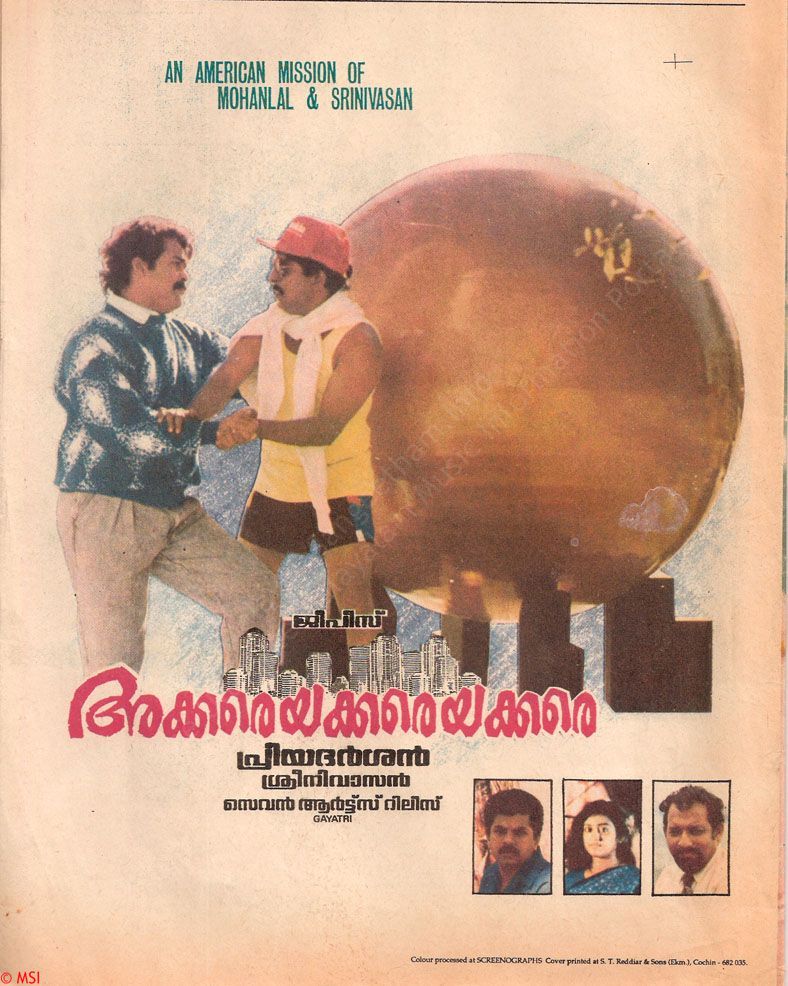 AN AMERICAN MISSION OF
MOHANLAL & SRINIVASAN
ജീപീസ്
അക്കരെയക്കരെയക്കരെ
പ്രിയദർശൻ
ശ്രീനിവാസൻ
സെവൻ ആർട്ട്സ് റിലീസ്
GAYATRI
Colour processed at SCREENOGRAPHS Cover printed at S. T. Reddiar & Sons (Ekm.), Cochin - 682 035.
© MSI